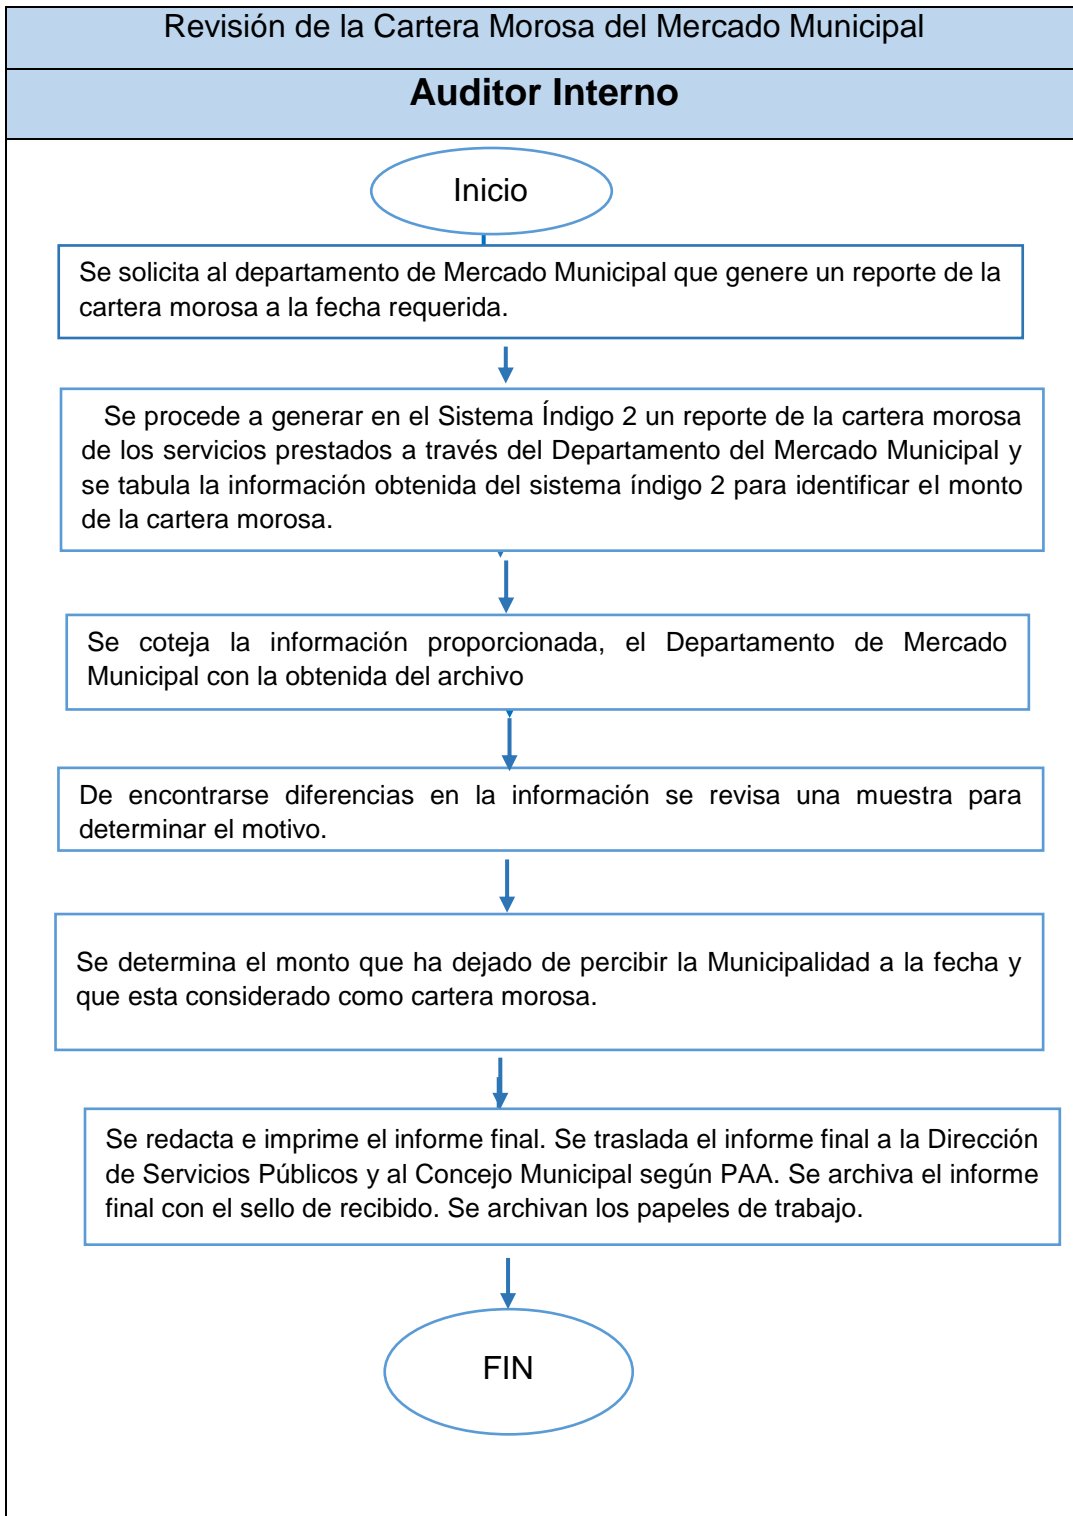 Revisión de la Cartera Morosa del Mercado Municipal
Auditor Interno
Inicio
Se solicita al departamento de Mercado Municipal que genere un reporte de la
cartera morosa a la fecha requerida.
Se procede a generar en el Sistema Índigo 2 un reporte de la cartera morosa
de los servicios prestados a través del Departamento del Mercado Municipal y
se tabula la información obtenida del sistema índigo 2 para identificar el monto
de la cartera morosa.
Se coteja la información proporcionada, el Departamento de Mercado
Municipal con la obtenida del archivo
De encontrarse diferencias en la información se revisa una muestra para
determinar el motivo.
Se determina el monto que ha dejado de percibir la Municipalidad a la fecha y
que esta considerado como cartera morosa.
Se redacta e imprime el informe final. Se traslada el informe final a la Dirección
de Servicios Públicos y al Concejo Municipal según PAA. Se archiva el informe
final con el sello de recibido. Se archivan los papeles de trabajo.
FIN